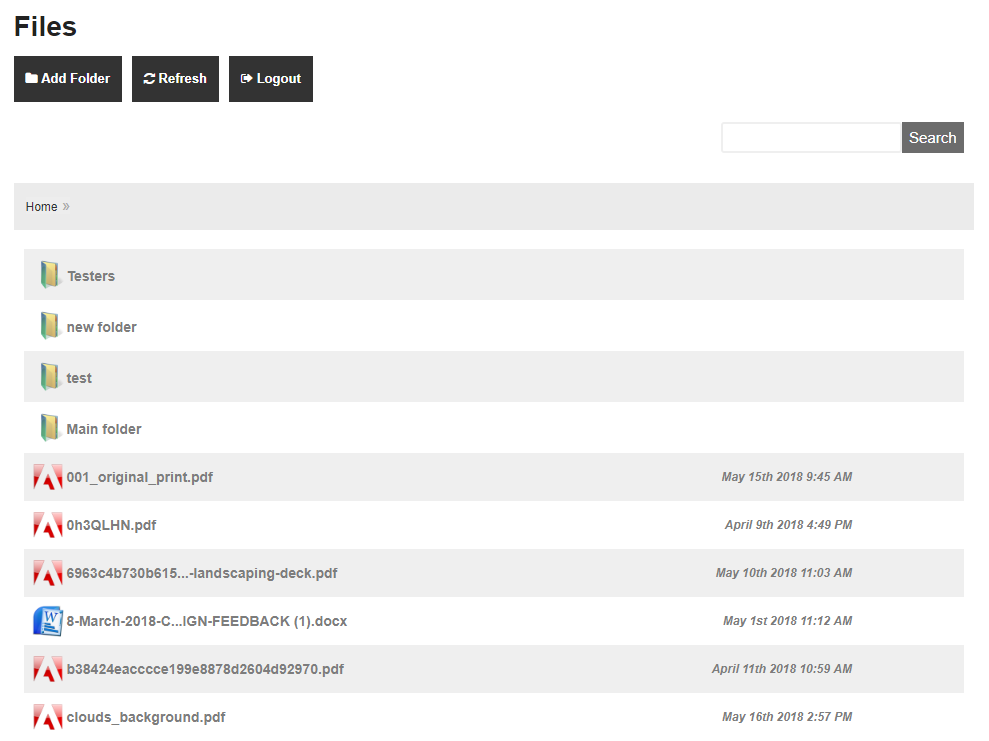 Files
Add Folder Refresh Logout
Search
Home »
Testers
new folder
test
Main folder
001_original_print.pdf May 15th 2018 9:45 AM
0h3QLHN.pdf April 9th 2018 4:49 PM
6963c4b730b615...-landscaping-deck.pdf May 10th 2018 11:03 AM
8-March-2018-C...IGN-FEEDBACK (1).docx May 1st 2018 11:12 AM
b38424eacccce199e8878d2604d92970.pdf April 11th 2018 10:59 AM
clouds_background.pdf May 16th 2018 2:57 PM